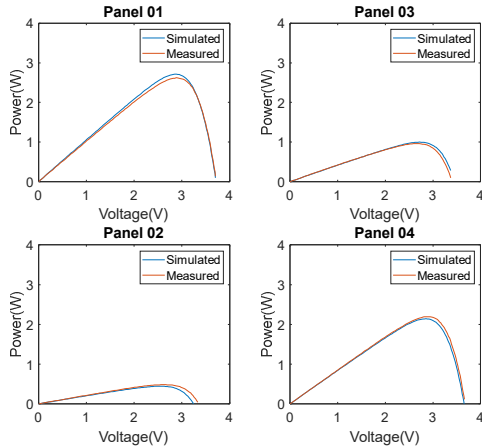 Panel 01
Simulated
Measured
Power(W)
4
3
2
1
0
0 1 2 3 4
Voltage(V)
Panel 03
Simulated
Measured
Power(W)
4
3
2
1
0
0 1 2 3 4
Voltage(V)
Panel 02
Simulated
Measured
Power(W)
4
3
2
1
0
0 1 2 3 4
Voltage(V)
Panel 04
Simulated
Measured
Power(W)
4
3
2
1
0
0 1 2 3 4
Voltage(V)